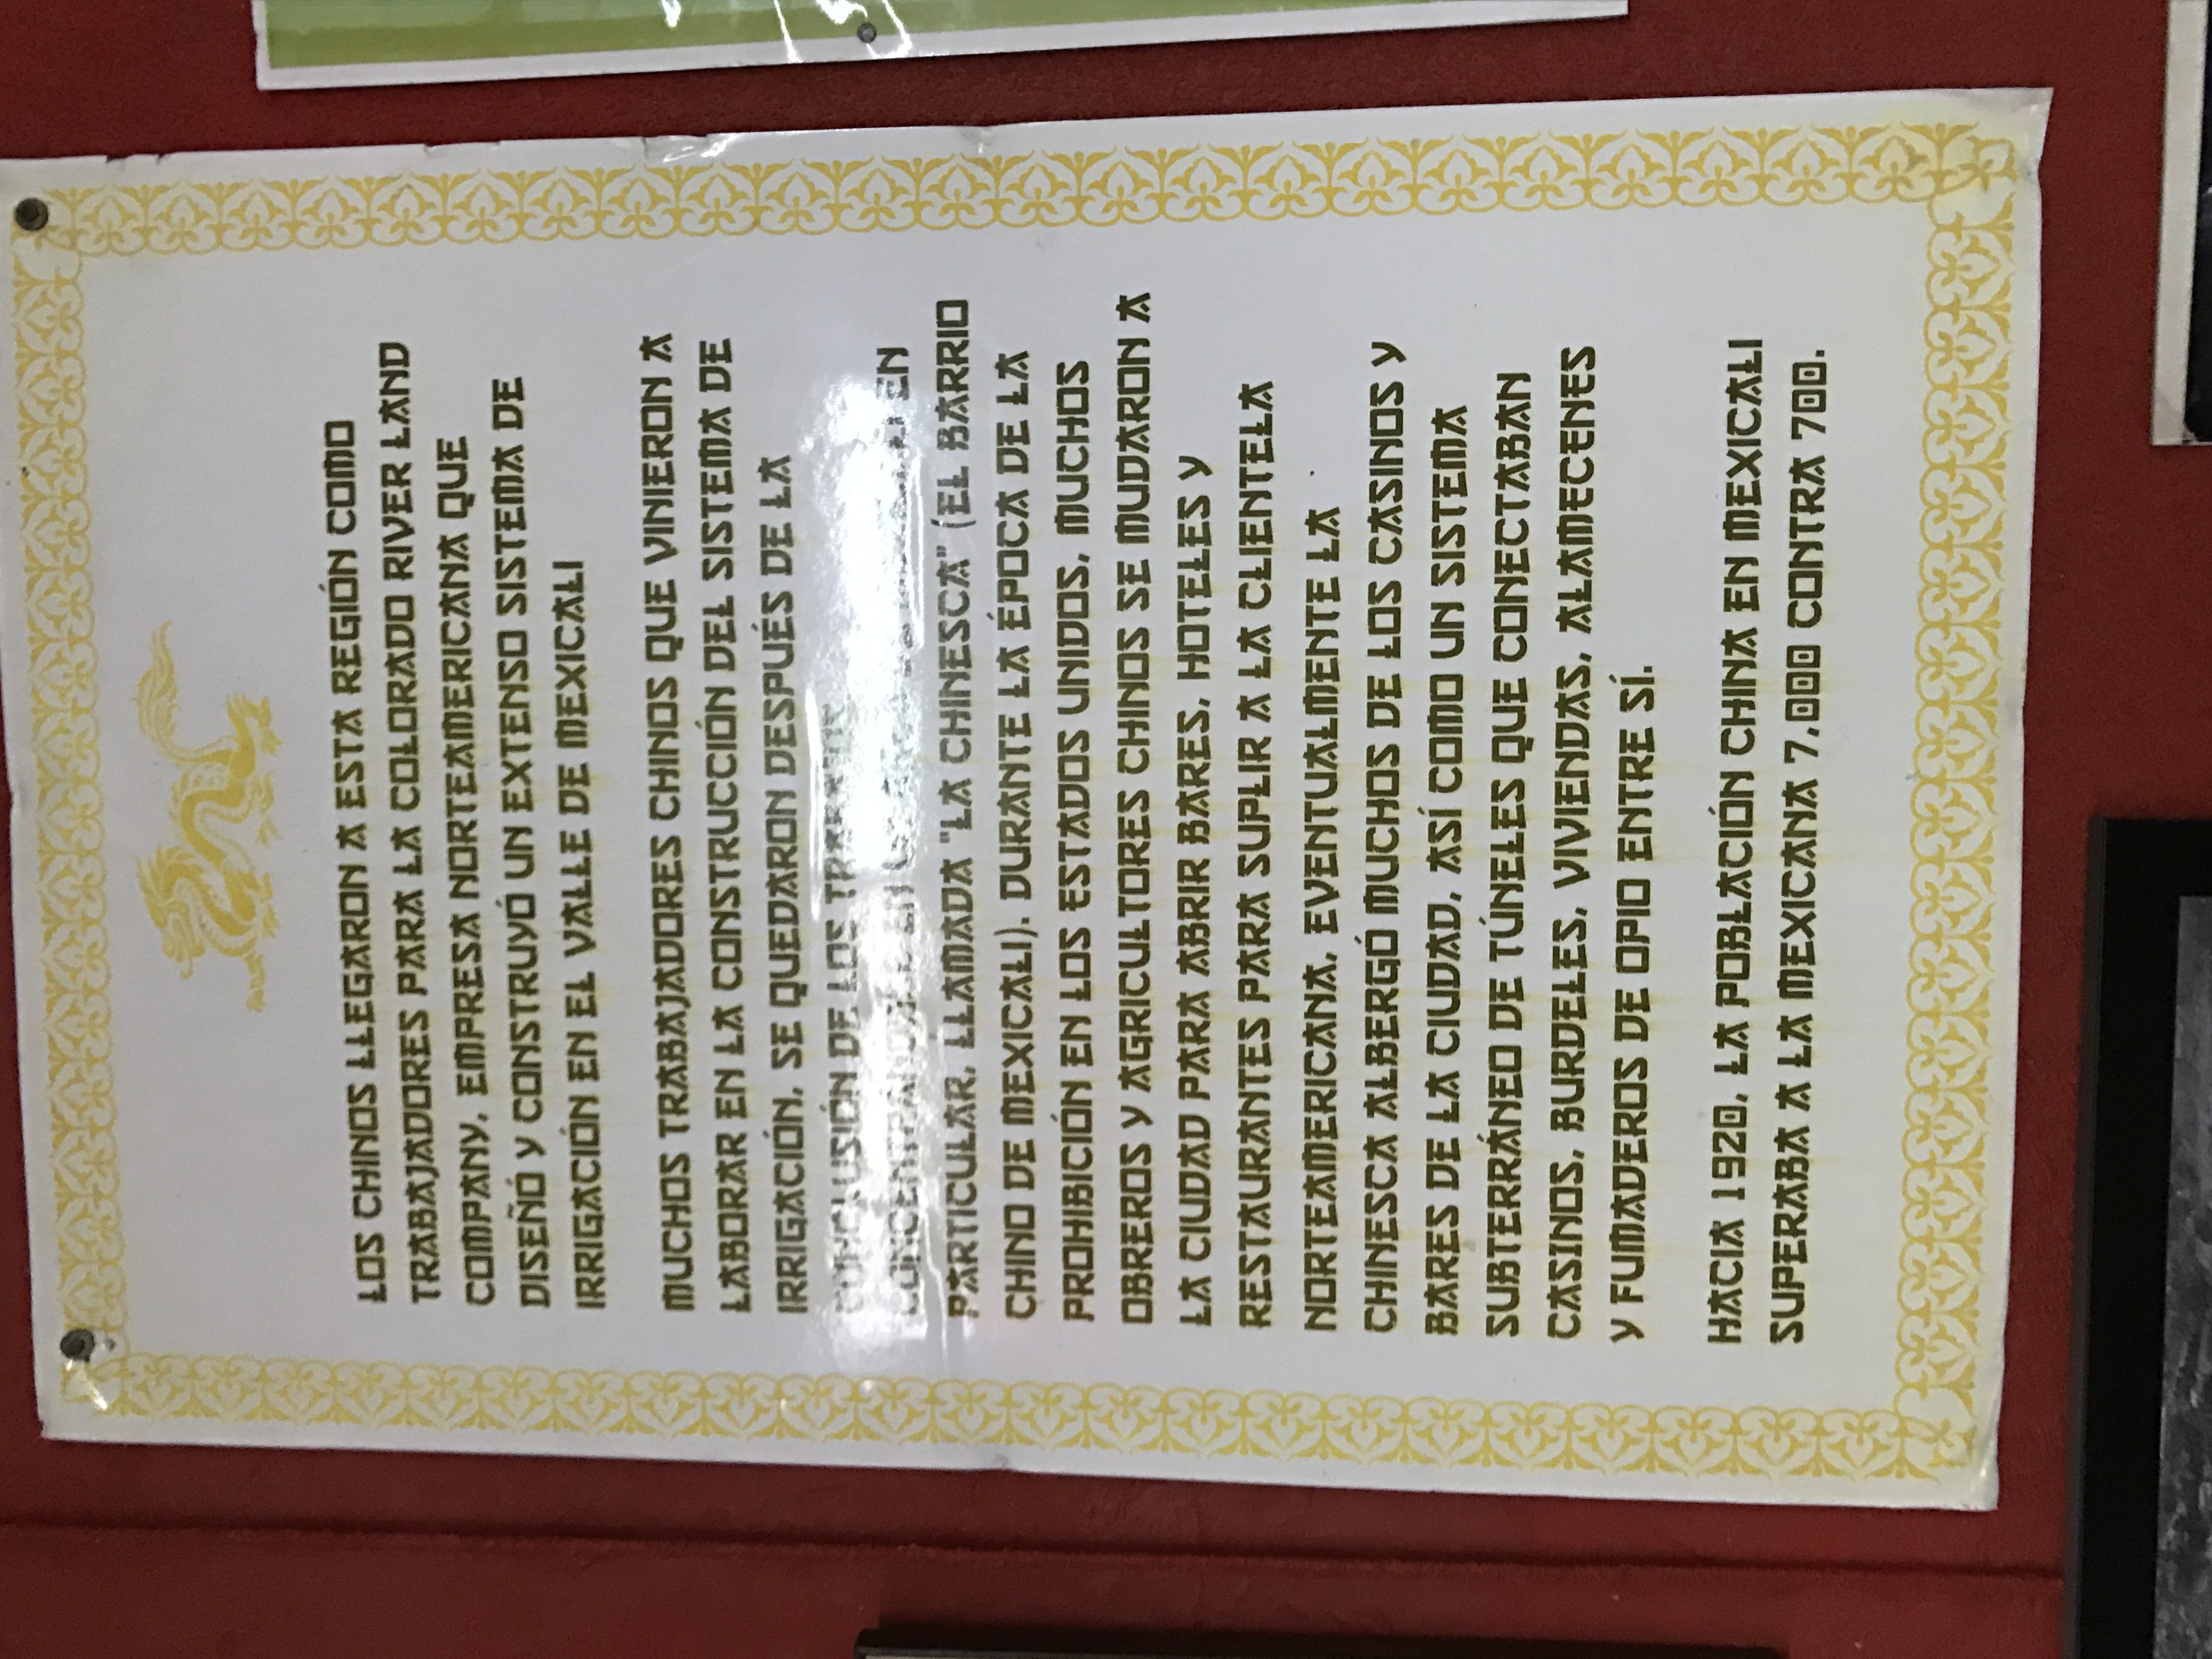 LOS CHINOS LLEGARON A ESTA REGIÓN COMO
TRABAJADORES PARA LA COLORADO RIVER LAND
COMPANY, EMPRESA NORTEAMERICANA QUE
DISEÑÓ Y CONSTRUYÓ UN EXTENSO SISTEMA DE
IRRIGACIÓN EN EL VALLE DE MEXICALI
MUCHOS TRABAJADORES CHINOS QUE VINIERON A
LABORAR EN LA CONSTRUCCIÓN DEL SISTEMA DE
IRRIGACIÓN, SE QUEDARON DESPUÉS DE LA
CONCLUSIÓN DE LOS
CONCENTRÁNDOSE EN EN
PARTICULAR, LLAMADA "LA CHINESCA" (EL BARRIO
CHINO DE MEXICALI). DURANTE LA ÉPOCA DE LA
PROHIBICIÓN EN LOS ESTADOS UNIDOS, MUCHOS
OBREROS Y AGRICULTORES CHINOS SE MUDARON A
LA CIUDAD PARA ABRIR BARES, HOTELES Y
RESTAURANTES PARA SUPLIR A LA CLIENTELA
NORTEAMERICANA, EVENTUALMENTE LA
CHINESCA ALBERGÓ MUCHOS DE LOS CASINOS Y
BARES DE LA CIUDAD, ASÍ COMO UN SISTEMA
SUBTERRÁNEO DE TÚNELES QUE CONECTABAN
CASINOS, BURDELES, VIVIENDAS, ALAMECENES
Y FUMADEROS DE OPIO ENTRE SÍ.
HACIA 1920, LA POBLACIÓN CHINA EN MEXICALI
SUPERABA A LA MEXICANA 7,000 CONTRA 700.